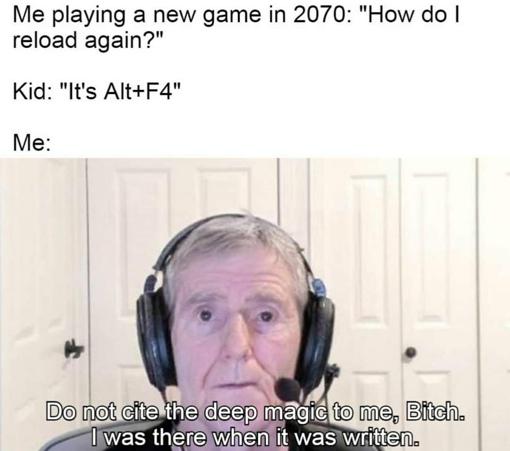 Me playing a new game in 2070: "How do I
reload again?"
Kid: "It's Alt+F4"
Me:
Do not cite the deep magic to me, Bitch.
I was there when it was written.